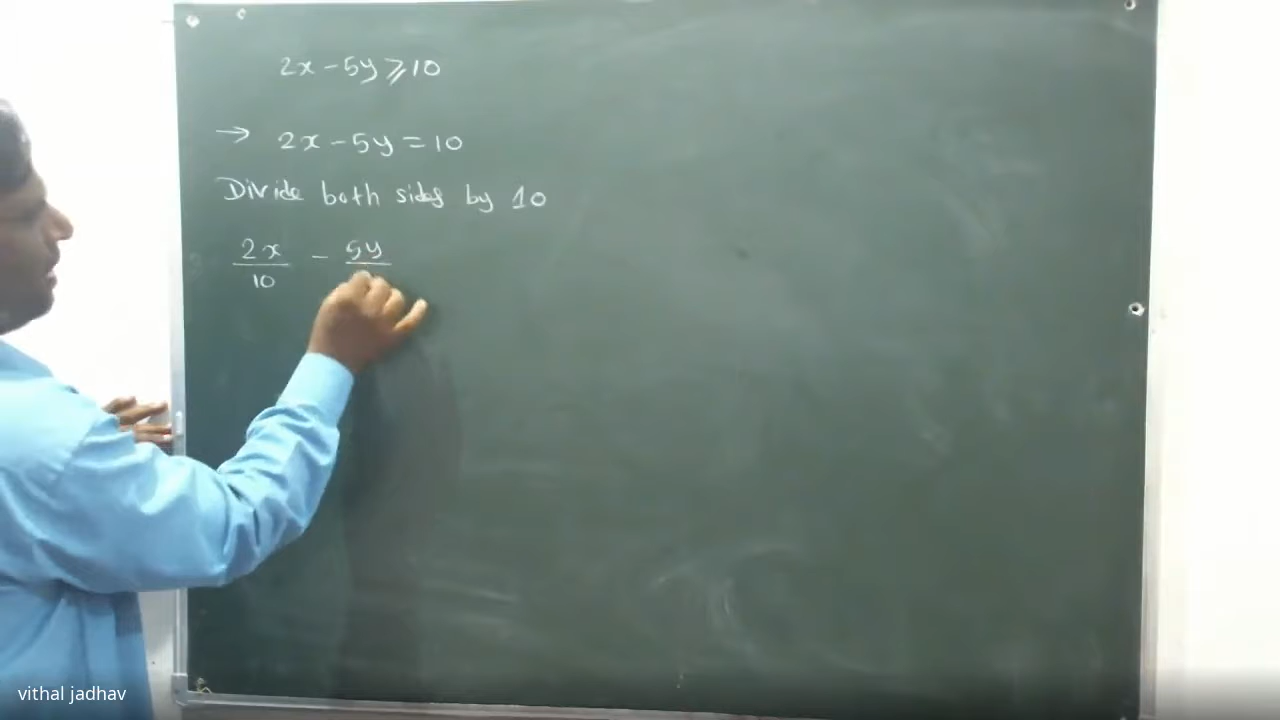 2x - 5y ⩾ 10
→ 2x - 5y = 10
Divide both sides by 10
2x/10 - 5y/
vithal jadhav